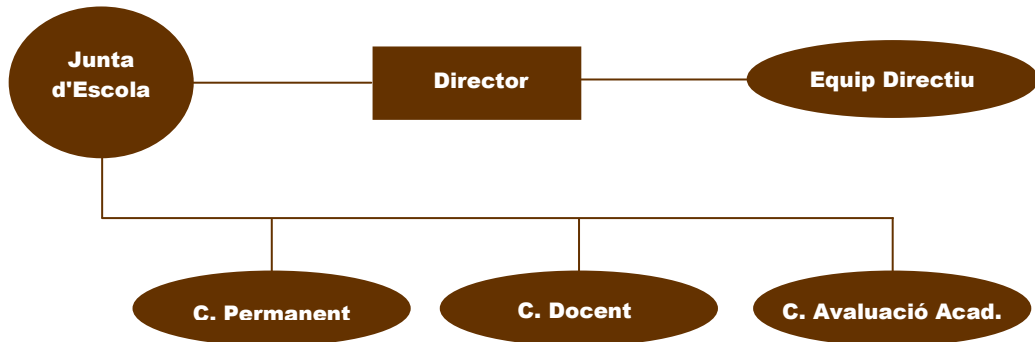 Junta
d'Escola
Director
Equip Directiu
C. Permanent
C. Docent
C. Avaluació Acad.